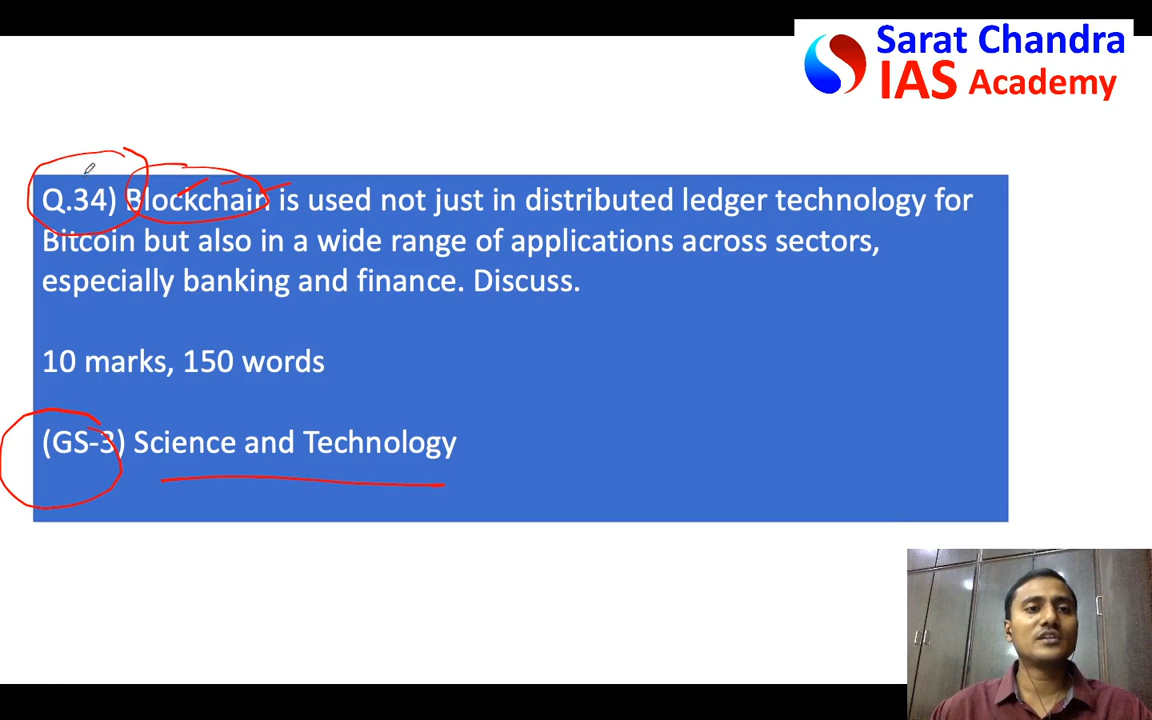 Sarat Chandra
IAS Academy
Q.34) Blockchain is used not just in distributed ledger technology for
Bitcoin but also in a wide range of applications across sectors,
especially banking and finance. Discuss.
10 marks, 150 words
(GS-3) Science and Technology